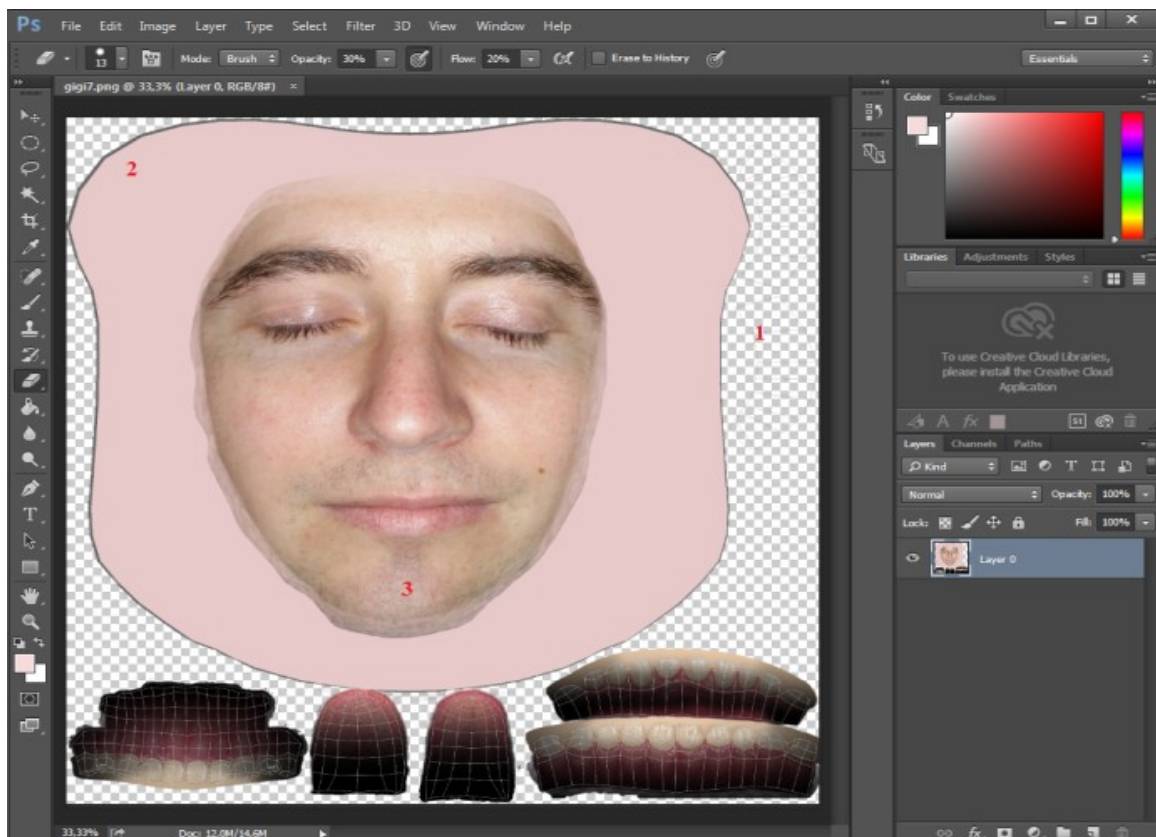 Ps File Edit Image Layer Type Select Filter 3D View Window Help
13 Mode: Brush Opacity: 30% Flow: 20% Erase to History Essentials
gigi7.png @ 33,3% (Layer 0, RGB/8#) ×
Color Swatches
2
Libraries Adjustments Styles
1
To use Creative Cloud Libraries,
please install the Creative Cloud
Application
St
Layers Channels Paths
Kind
Normal Opacity: 100%
Lock: Fill: 100%
Layer 0
3
33,33% Doc: 12,0M/14,6M